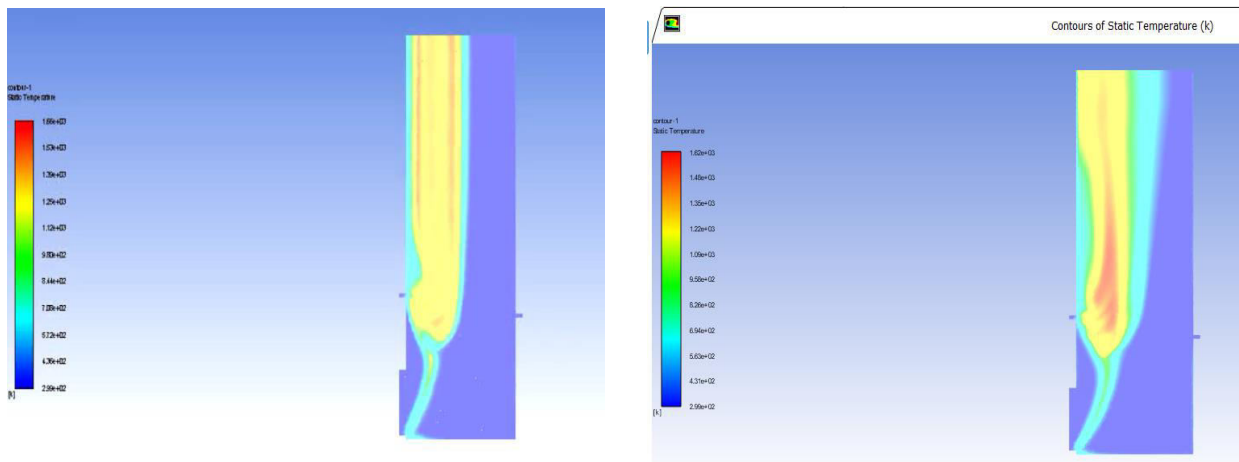 contour-1
Static Temperature
1.66e+03
1.53e+03
1.39e+03
1.25e+03
1.12e+03
9.80e+02
8.44e+02
7.08e+02
5.72e+02
4.36e+02
2.99e+02
[K]
Contours of Static Temperature (k)
contour-1
Static Temperature
1.62e+03
1.48e+03
1.35e+03
1.22e+03
1.09e+03
9.58e+02
8.26e+02
6.94e+02
5.63e+02
4.31e+02
2.99e+02
[k]